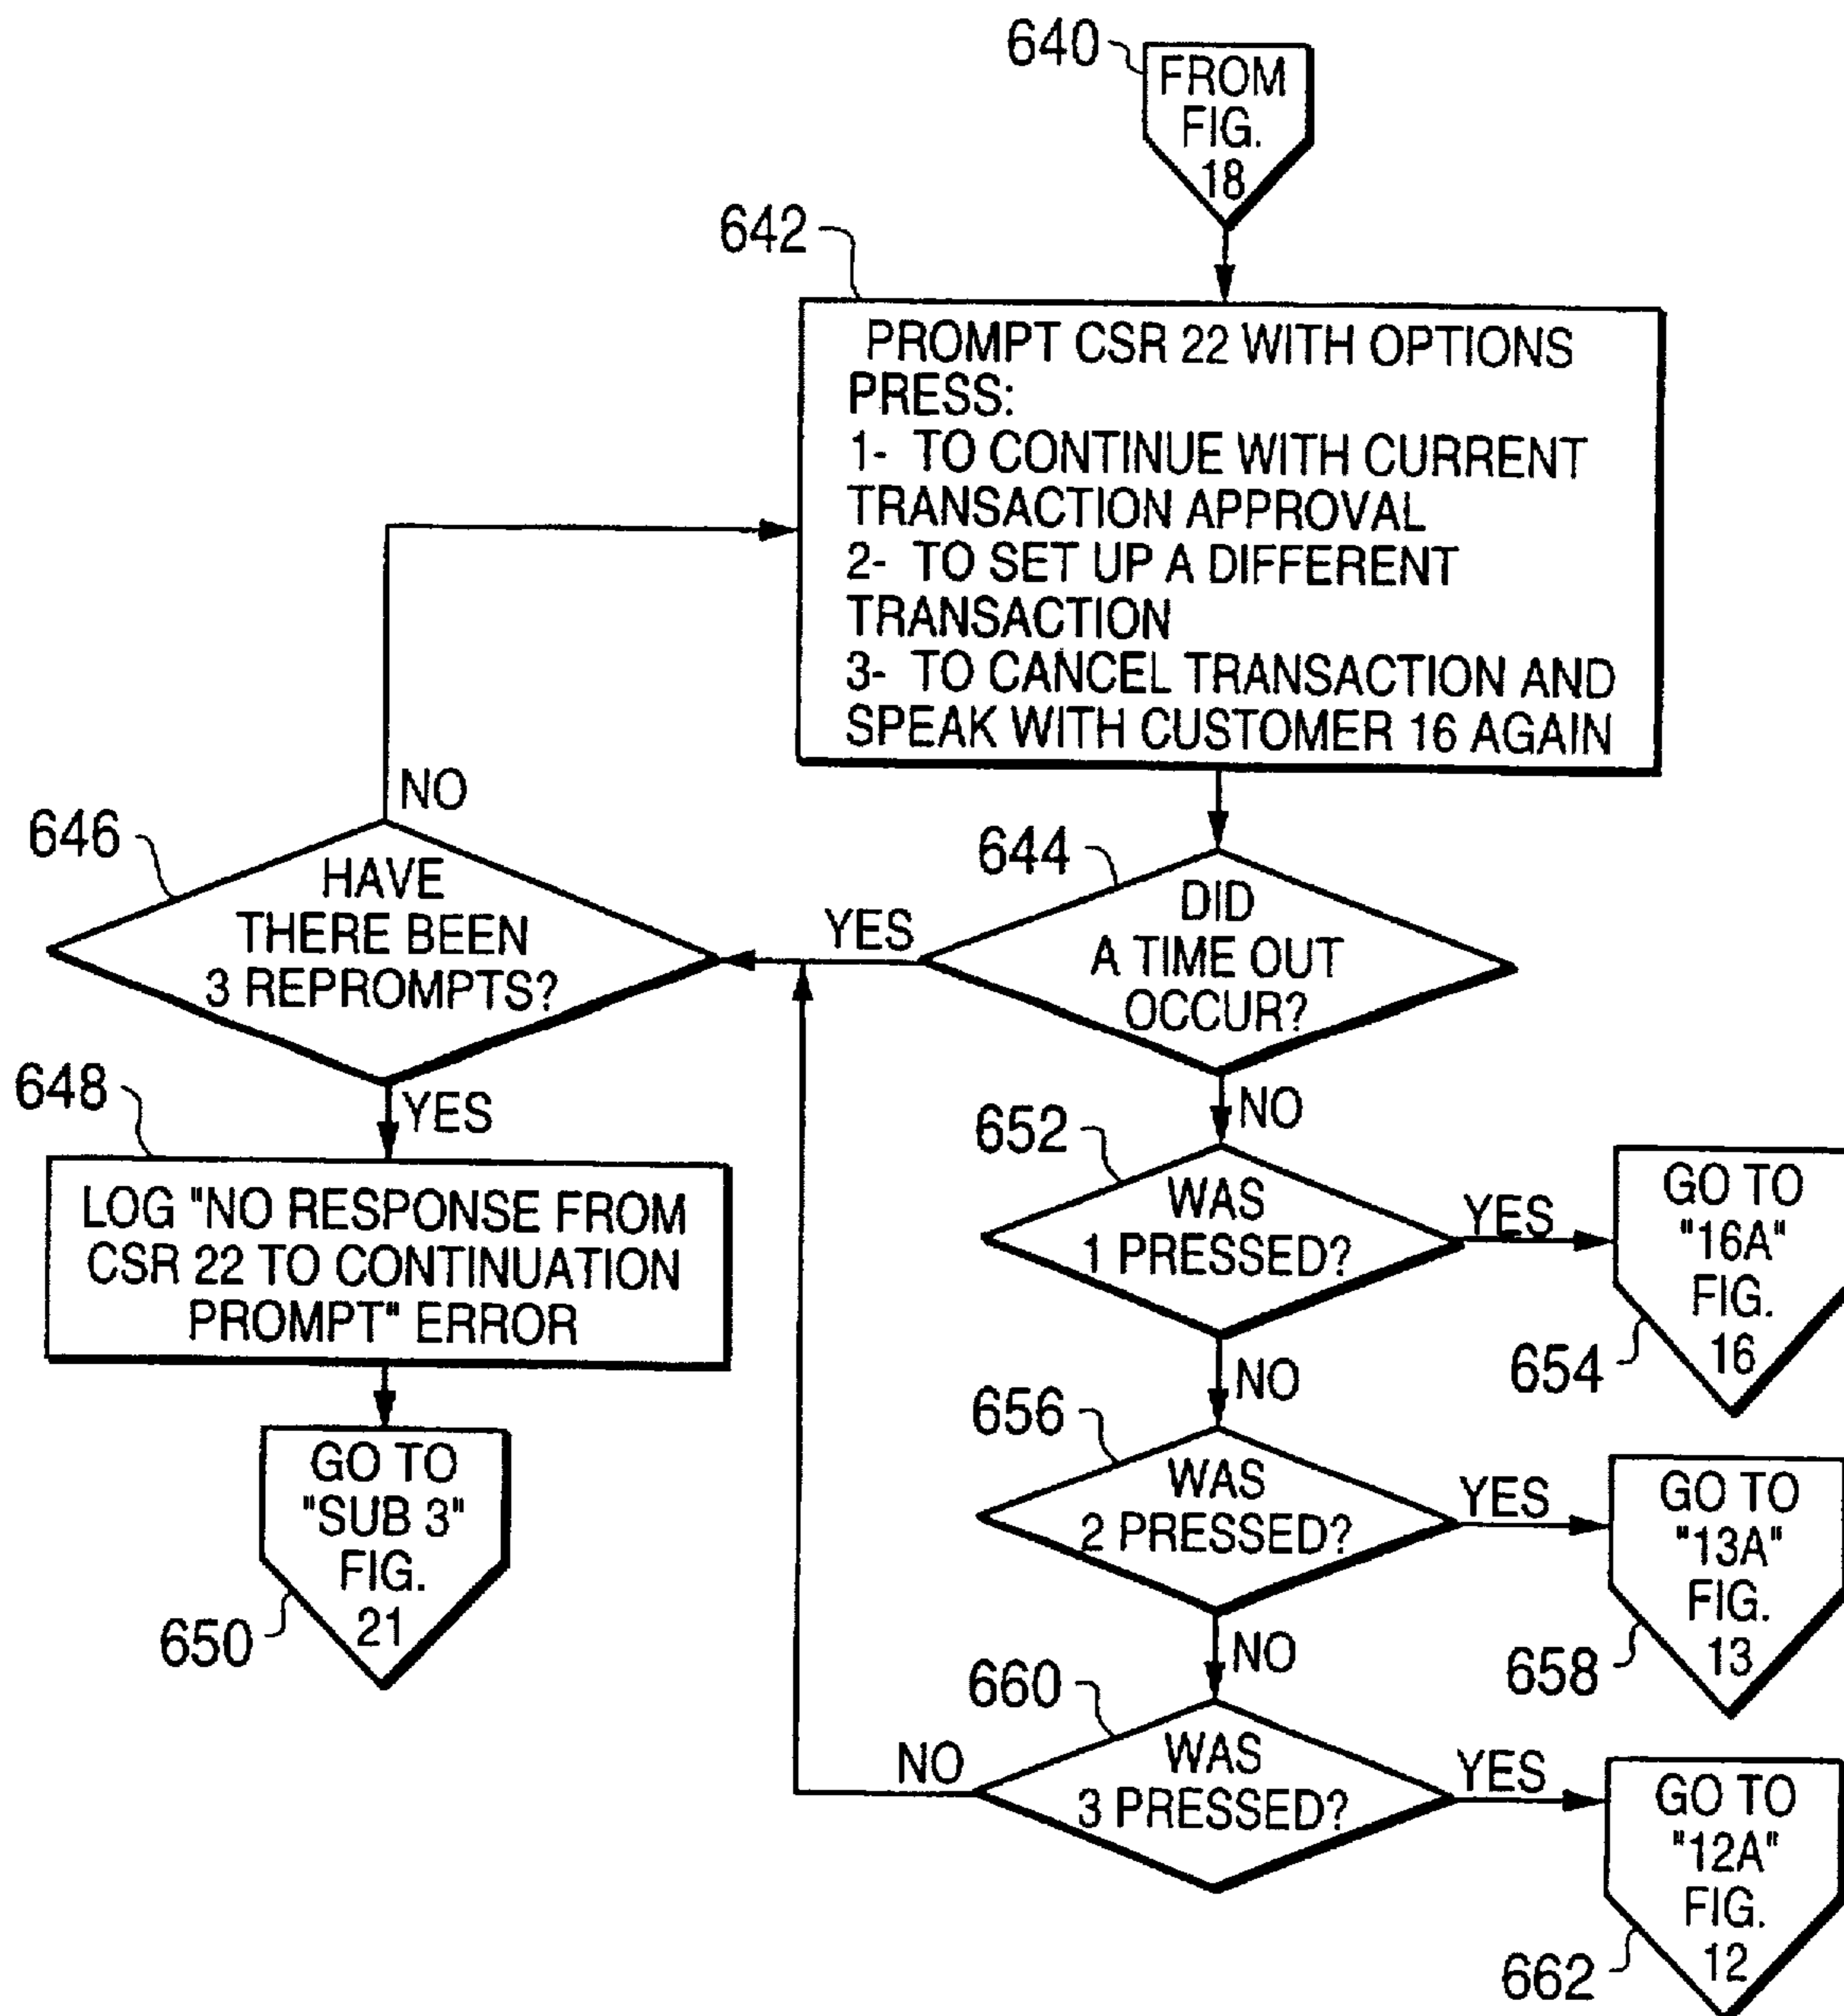 640
FROM
FIG.
18
642
PROMPT CSR 22 WITH OPTIONS
PRESS:
1- TO CONTINUE WITH CURRENT
TRANSACTION APPROVAL
2- TO SET UP A DIFFERENT
TRANSACTION
3- TO CANCEL TRANSACTION AND
SPEAK WITH CUSTOMER 16 AGAIN
NO
646
HAVE
THERE BEEN
3 REPROMPTS?
YES
644
DID
A TIME OUT
OCCUR?
648
YES
LOG "NO RESPONSE FROM
CSR 22 TO CONTINUATION
PROMPT" ERROR
GO TO
"SUB 3"
FIG.
21
650
NO
652
WAS
1 PRESSED?
YES
GO TO
"16A"
FIG.
16
654
NO
656
WAS
2 PRESSED?
YES
GO TO
"13A"
FIG.
13
658
NO
660
NO
WAS
3 PRESSED?
YES
GO TO
"12A"
FIG.
12
662